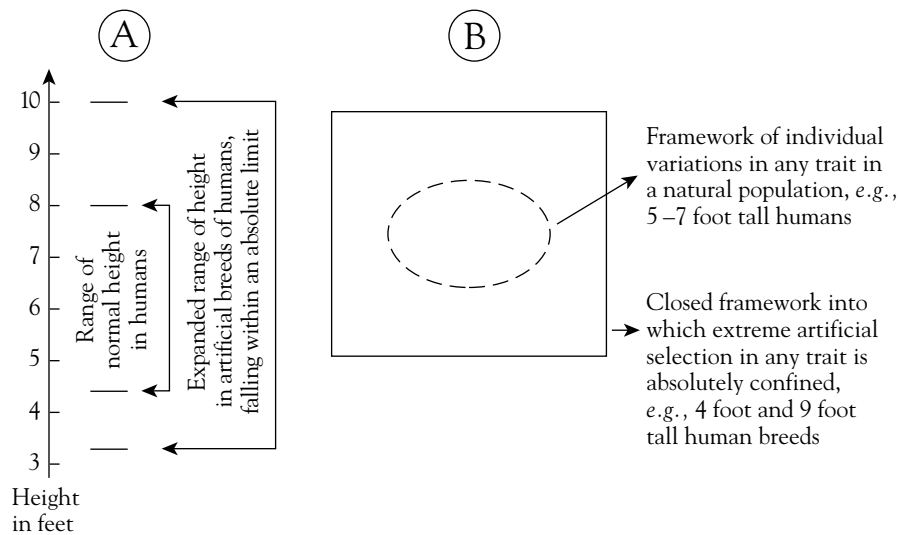 A
B
10
9
8
7
6
5
4
3
Height
in feet
Range of
normal height
in humans
Expanded range of height
in artificial breeds of humans,
falling within an absolute limit
Framework of individual
variations in any trait in
a natural population, e.g.,
5–7 foot tall humans
Closed framework into
which extreme artificial
selection in any trait is
absolutely confined,
e.g., 4 foot and 9 foot
tall human breeds